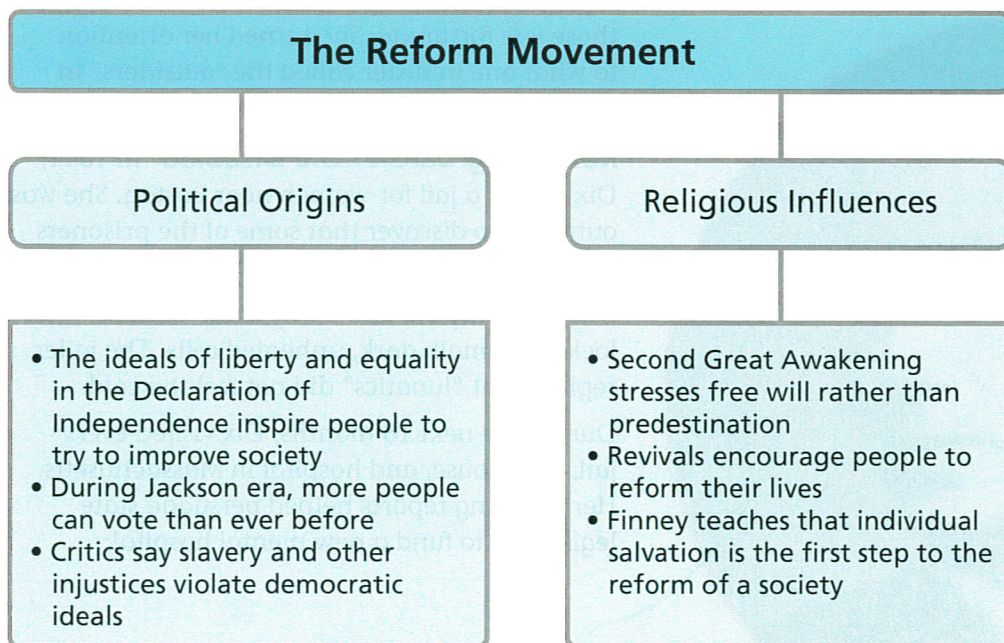 The Reform Movement
Political Origins
• The ideals of liberty and equality
in the Declaration of
Independence inspire people to
try to improve society
• During Jackson era, more people
can vote than ever before
• Critics say slavery and other
injustices violate democratic
ideals
Religious Influences
• Second Great Awakening
stresses free will rather than
predestination
• Revivals encourage people to
reform their lives
• Finney teaches that individual
salvation is the first step to the
reform of a society